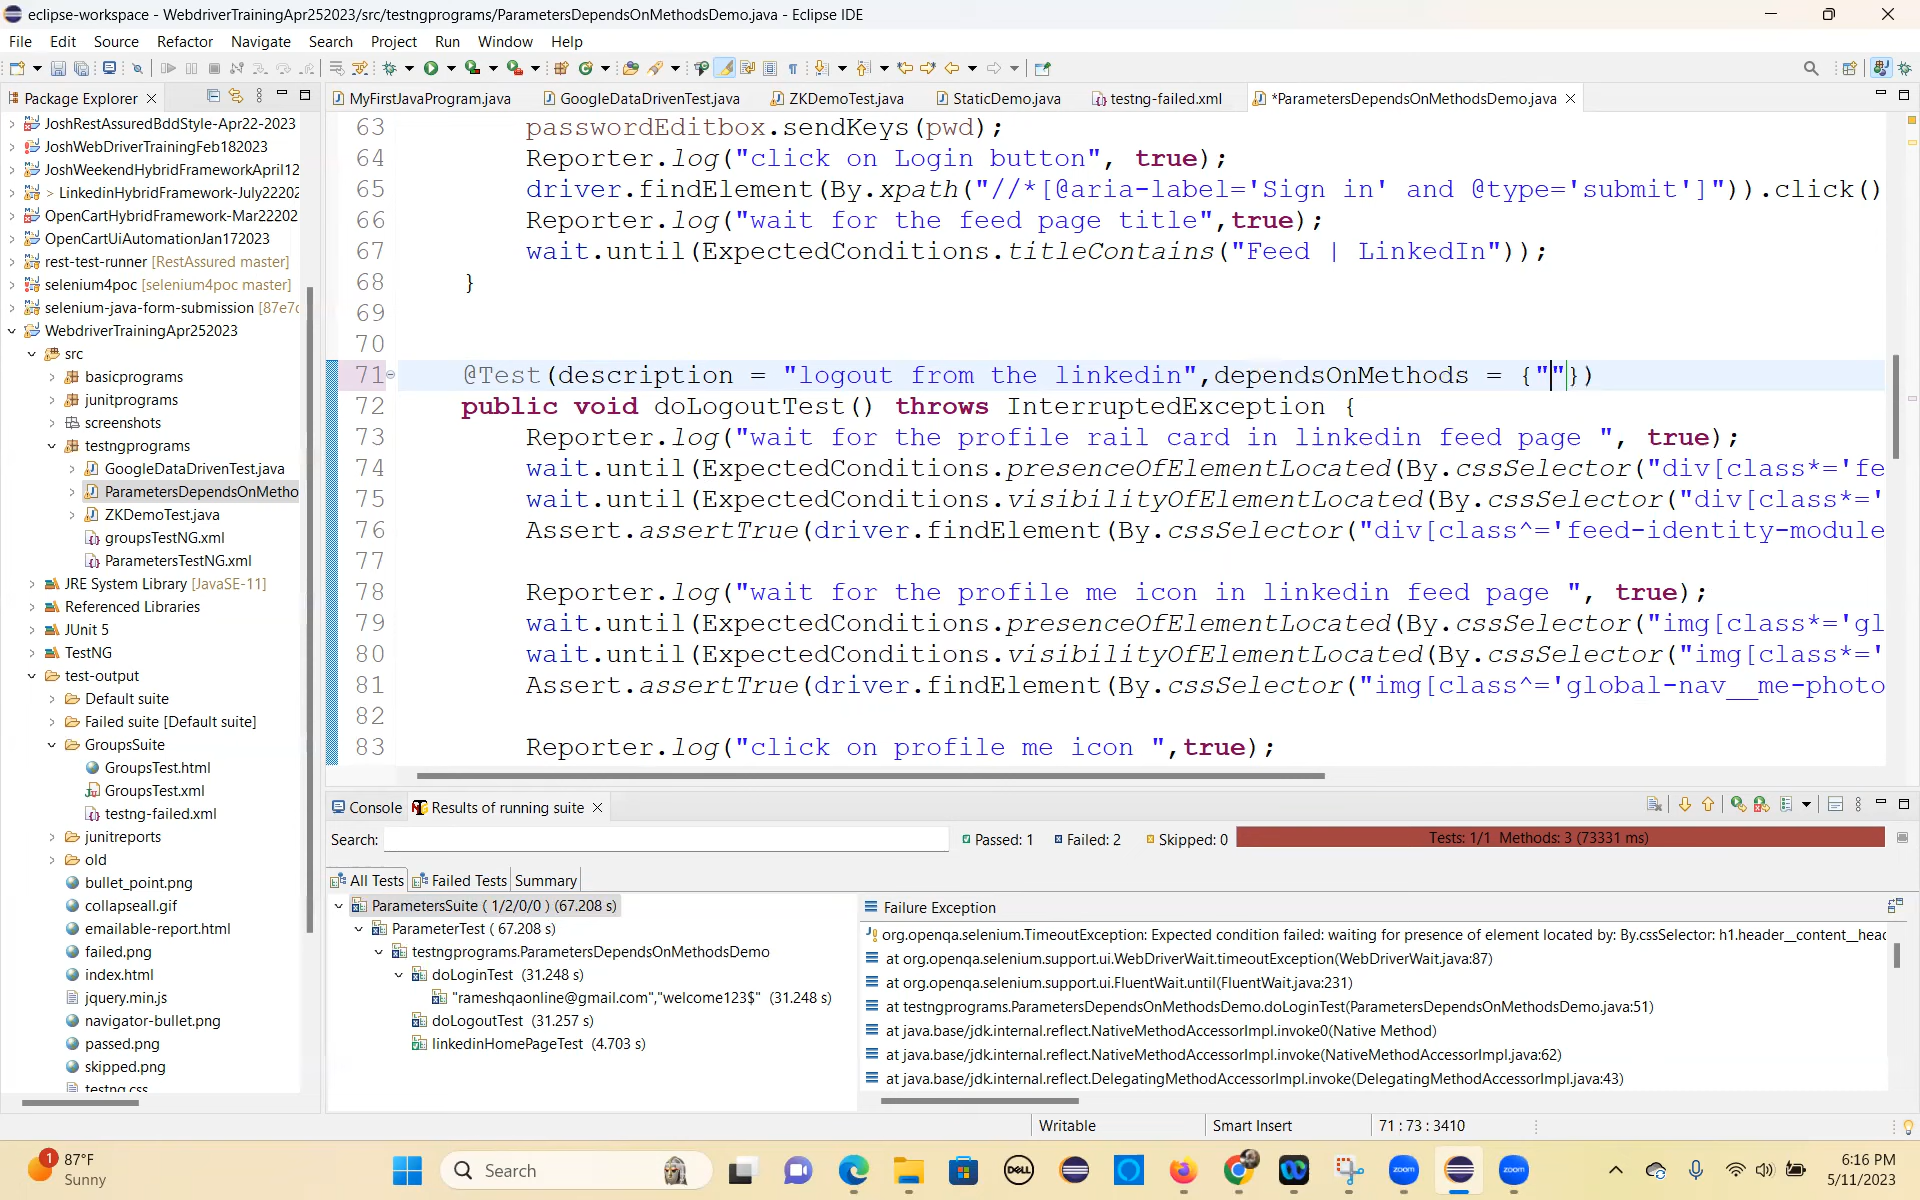 eclipse-workspace - WebdriverTrainingApr252023/src/testngprograms/ParametersDependsOnMethodsDemo.java - Eclipse IDE
File Edit Source Refactor Navigate Search Project Run Window Help
Package Explorer
MyFirstJavaProgram.java GoogleDataDrivenTest.java ZKDemoTest.java StaticDemo.java testng-failed.xml *ParametersDependsOnMethodsDemo.java
JoshRestAssuredBddStyle-Apr22-2023
JoshWebDriverTrainingFeb182023
JoshWeekendHybridFrameworkApril12
> LinkedinHybridFramework-July22202
OpenCartHybridFramework-Mar22202
OpenCartUiAutomationJan172023
rest-test-runner [RestAssured master]
selenium4poc [selenium4poc master]
selenium-java-form-submission [87e7c
WebdriverTrainingApr252023
src
basicprograms
junitprograms
screenshots
testngprograms
GoogleDataDrivenTest.java
ParametersDependsOnMetho
ZKDemoTest.java
groupsTestNG.xml
ParametersTestNG.xml
JRE System Library [JavaSE-11]
Referenced Libraries
JUnit 5
TestNG
test-output
Default suite
Failed suite [Default suite]
GroupsSuite
GroupsTest.html
GroupsTest.xml
testng-failed.xml
junitreports
old
bullet_point.png
collapseall.gif
emailable-report.html
failed.png
index.html
jquery.min.js
navigator-bullet.png
passed.png
skipped.png
testng.css
63 passwordEditbox.sendKeys(pwd);
64 Reporter.log("click on Login button", true);
65 driver.findElement(By.xpath("//*[@aria-label='Sign in' and @type='submit']")).click()
66 Reporter.log("wait for the feed page title",true);
67 wait.until(ExpectedConditions.titleContains("Feed | LinkedIn"));
68 }
69
70
71 @Test(description = "logout from the linkedin",dependsOnMethods = {""})
72 public void doLogoutTest() throws InterruptedException {
73 Reporter.log("wait for the profile rail card in linkedin feed page ", true);
74 wait.until(ExpectedConditions.presenceOfElementLocated(By.cssSelector("div[class*='fe
75 wait.until(ExpectedConditions.visibilityOfElementLocated(By.cssSelector("div[class*='
76 Assert.assertTrue(driver.findElement(By.cssSelector("div[class^='feed-identity-module
77
78 Reporter.log("wait for the profile me icon in linkedin feed page ", true);
79 wait.until(ExpectedConditions.presenceOfElementLocated(By.cssSelector("img[class*='gl
80 wait.until(ExpectedConditions.visibilityOfElementLocated(By.cssSelector("img[class*='
81 Assert.assertTrue(driver.findElement(By.cssSelector("img[class^='global-nav__me-photo
82
83 Reporter.log("click on profile me icon ",true);
Console Results of running suite
Search: Passed: 1 Failed: 2 Skipped: 0 Tests: 1/1 Methods: 3 (73331 ms)
All Tests Failed Tests Summary
ParametersSuite ( 1/2/0/0 ) (67.208 s)
ParameterTest ( 67.208 s)
testngprograms.ParametersDependsOnMethodsDemo
doLoginTest (31.248 s)
"rameshqaonline@gmail.com","welcome123$" (31.248 s)
doLogoutTest (31.257 s)
linkedinHomePageTest (4.703 s)
Failure Exception
org.openqa.selenium.TimeoutException: Expected condition failed: waiting for presence of element located by: By.cssSelector: h1.header__content__heac
at org.openqa.selenium.support.ui.WebDriverWait.timeoutException(WebDriverWait.java:87)
at org.openqa.selenium.support.ui.FluentWait.until(FluentWait.java:231)
at testngprograms.ParametersDependsOnMethodsDemo.doLoginTest(ParametersDependsOnMethodsDemo.java:51)
at java.base/jdk.internal.reflect.NativeMethodAccessorImpl.invoke0(Native Method)
at java.base/jdk.internal.reflect.NativeMethodAccessorImpl.invoke(NativeMethodAccessorImpl.java:62)
at java.base/jdk.internal.reflect.DelegatingMethodAccessorImpl.invoke(DelegatingMethodAccessorImpl.java:43)
Writable Smart Insert 71 : 73 : 3410
1 87°F
Sunny
Search
DELL
zoom
zoom
6:16 PM
5/11/2023